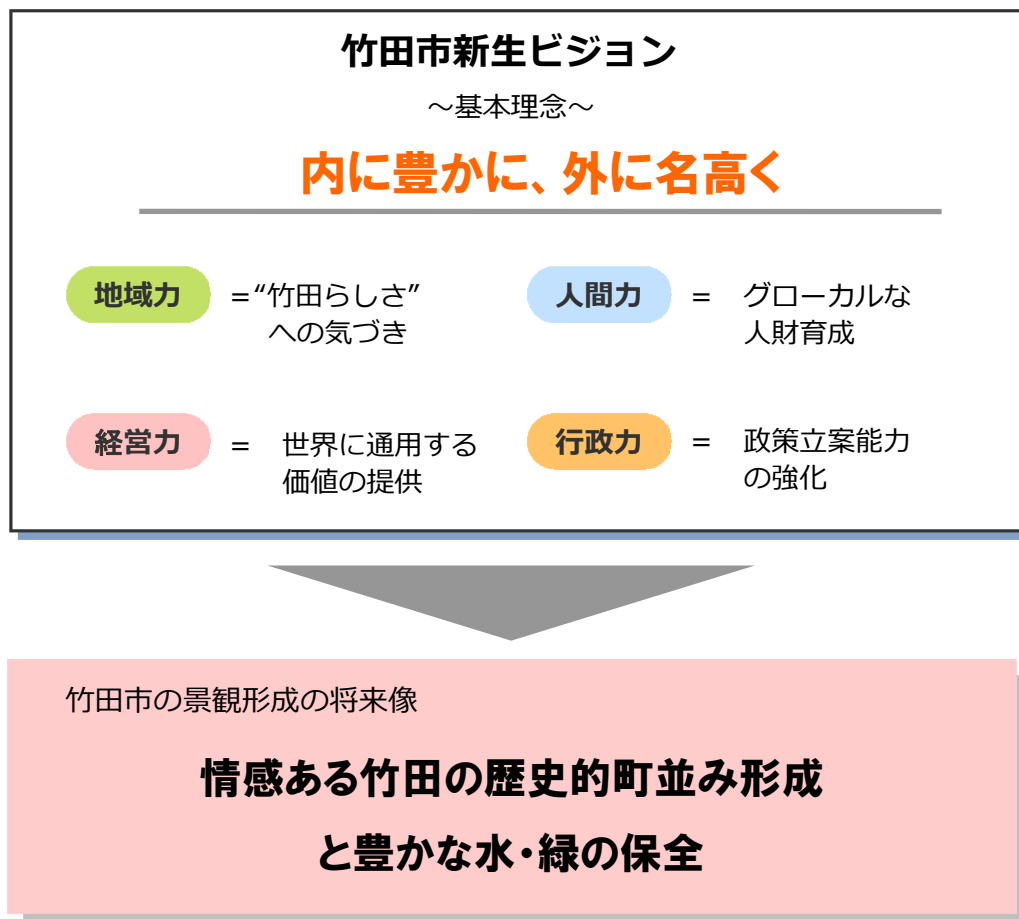 竹田市新生ビジョン
～基本理念～
内に豊かに、外に名高く
地域力 =“竹田らしさ”
への気づき
人間力 = グローカルな
人財育成
経営力 = 世界に通用する
価値の提供
行政力 = 政策立案能力
の強化
竹田市の景観形成の将来像
情感ある竹田の歴史的町並み形成
と豊かな水・緑の保全